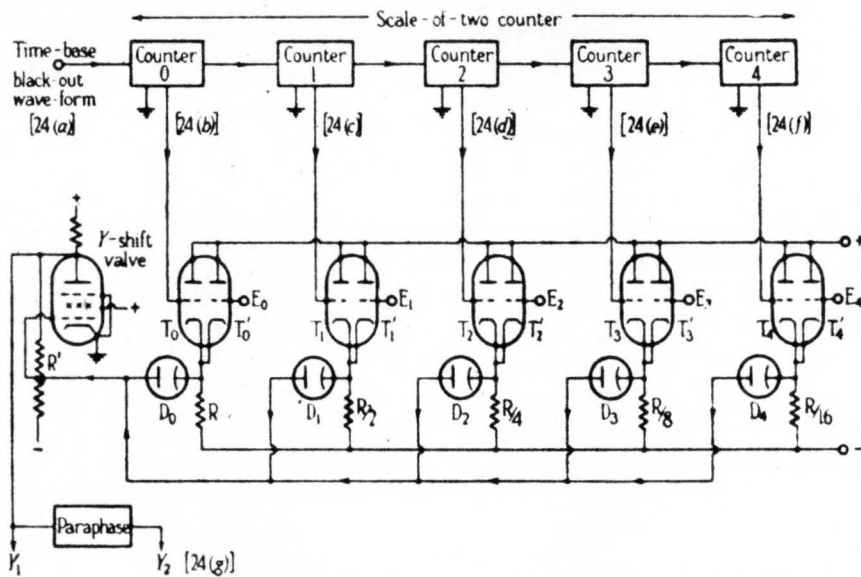 Scale-of-two counter
Time-base
black-out
wave-form
[24(a)]
Counter
0
Counter
1
Counter
2
Counter
3
Counter
4
[24(b)]
[24(c)]
[24(d)]
[24(e)]
[24(f)]
+
Y-shift
valve
+
+
E₀
E₁
E₂
E₃
E₄
T₀
T₀'
T₁
T₁'
T₂
T₂'
T₃
T₃'
T₄
T₄'
R'
D₀
R
D₁
R/2
D₂
R/4
D₃
R/8
D₄
R/16
–
–
Paraphase
Y₁
Y₂ [24(g)]